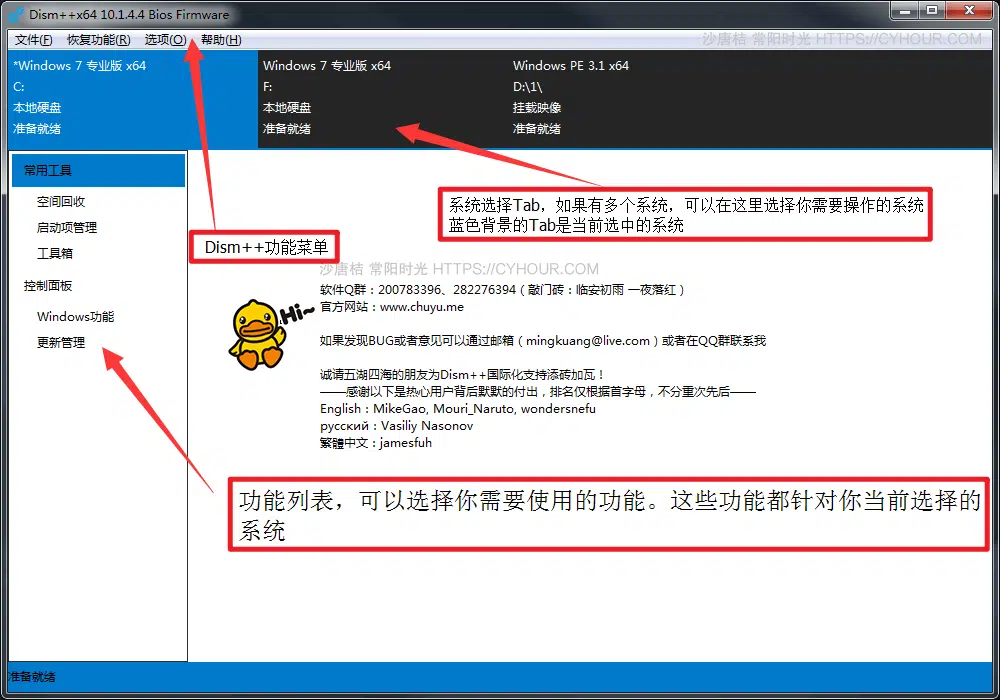 Dism++x64 10.1.4.4 Bios Firmware
文件(F) 恢复功能(R) 选项(O) 帮助(H)
沙唐桔 常阳时光 HTTPS://CYHOUR.COM
*Windows 7 专业版 x64
C:
本地硬盘
准备就绪
Windows 7 专业版 x64
F:
本地硬盘
准备就绪
Windows PE 3.1 x64
D:\1\
挂载映像
准备就绪
常用工具
空间回收
启动项管理
工具箱
控制面板
Windows功能
更新管理
系统选择Tab，如果有多个系统，可以在这里选择你需要操作的系统
蓝色背景的Tab是当前选中的系统
Dism++功能菜单
沙唐桔 常阳时光 HTTPS://CYHOUR.COM
软件Q群：200783396、282276394（敲门砖：临安初雨 一夜落红）
官方网站：www.chuyu.me
Hi~
如果发现BUG或者意见可以通过邮箱（mingkuang@live.com）或者在QQ群联系我
诚请五湖四海的朋友为Dism++国际化支持添砖加瓦！
——感谢以下是热心用户背后默默的付出，排名仅根据首字母，不分重次先后——
English：MikeGao, Mouri_Naruto, wondersnefu
русский：Vasiliy Nasonov
繁體中文：jamesfuh
功能列表，可以选择你需要使用的功能。这些功能都针对你当前选择的
系统
准备就绪